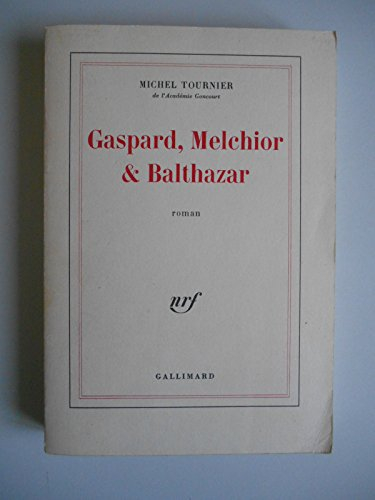 MICHEL TOURNIER
de l'Académie Goncourt
Gaspard, Melchior
& Balthazar
roman
nrf
GALLIMARD